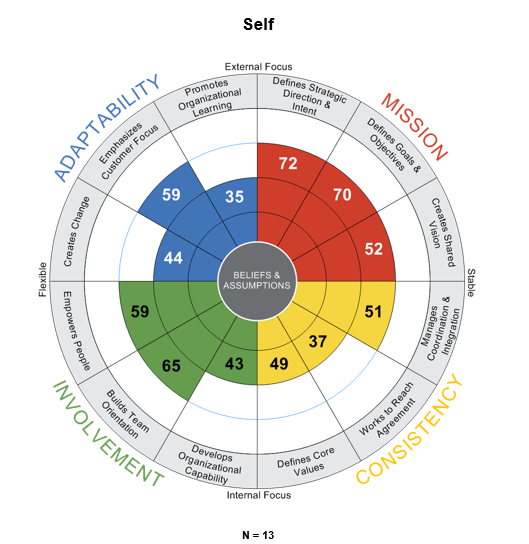 Self
External Focus
ADAPTABILITY
MISSION
Promotes
Organizational
Learning
Defines Strategic
Direction &
Intent
Emphasizes
Customer Focus
Defines Goals &
Objectives
Creates Change
Creates Shared
Vision
72
59
35
70
44
52
Flexible
BELIEFS &
ASSUMPTIONS
Stable
59
51
65
43
49
37
Empowers People
Manages
Coordination &
Integration
Builds Team
Orientation
Works to Reach
Agreement
Develops
Organizational
Capability
Defines Core
Values
INVOLVEMENT
CONSISTENCY
Internal Focus
N = 13